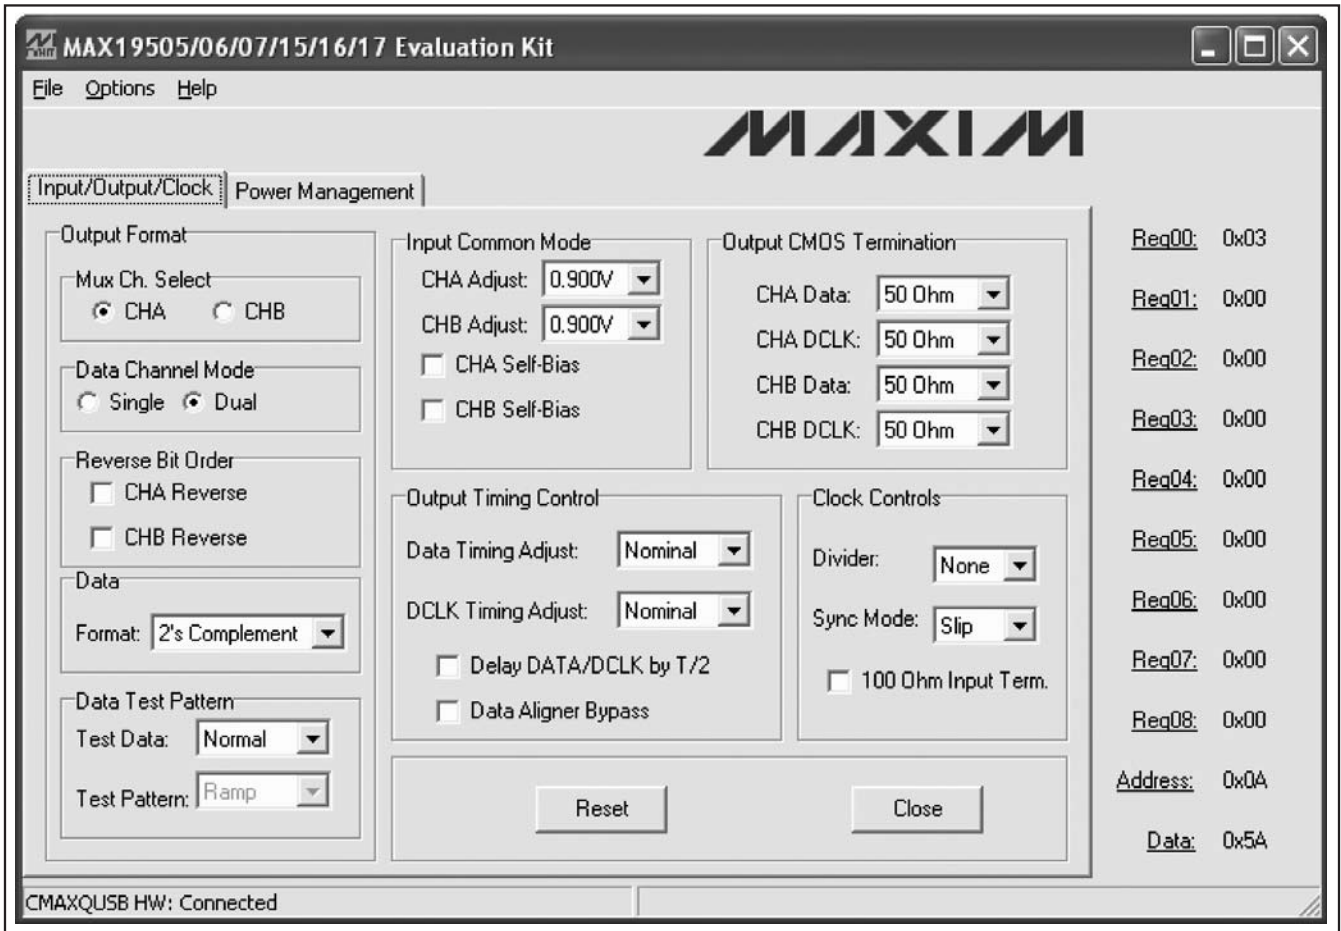 MAX19505/06/07/15/16/17 Evaluation Kit
File Options Help
MAXIM
Input/Output/Clock Power Management
Output Format
Mux Ch. Select
CHA CHB
Data Channel Mode
Single Dual
Reverse Bit Order
CHA Reverse
CHB Reverse
Data
Format: 2's Complement
Data Test Pattern
Test Data: Normal
Test Pattern: Ramp
Input Common Mode
CHA Adjust: 0.900V
CHB Adjust: 0.900V
CHA Self-Bias
CHB Self-Bias
Output CMOS Termination
CHA Data: 50 Ohm
CHA DCLK: 50 Ohm
CHB Data: 50 Ohm
CHB DCLK: 50 Ohm
Output Timing Control
Data Timing Adjust: Nominal
DCLK Timing Adjust: Nominal
Delay DATA/DCLK by T/2
Data Aligner Bypass
Clock Controls
Divider: None
Sync Mode: Slip
100 Ohm Input Term.
Reset Close
Reg00: 0x03
Reg01: 0x00
Reg02: 0x00
Reg03: 0x00
Reg04: 0x00
Reg05: 0x00
Reg06: 0x00
Reg07: 0x00
Reg08: 0x00
Address: 0x0A
Data: 0x5A
CMAXQUSB HW: Connected